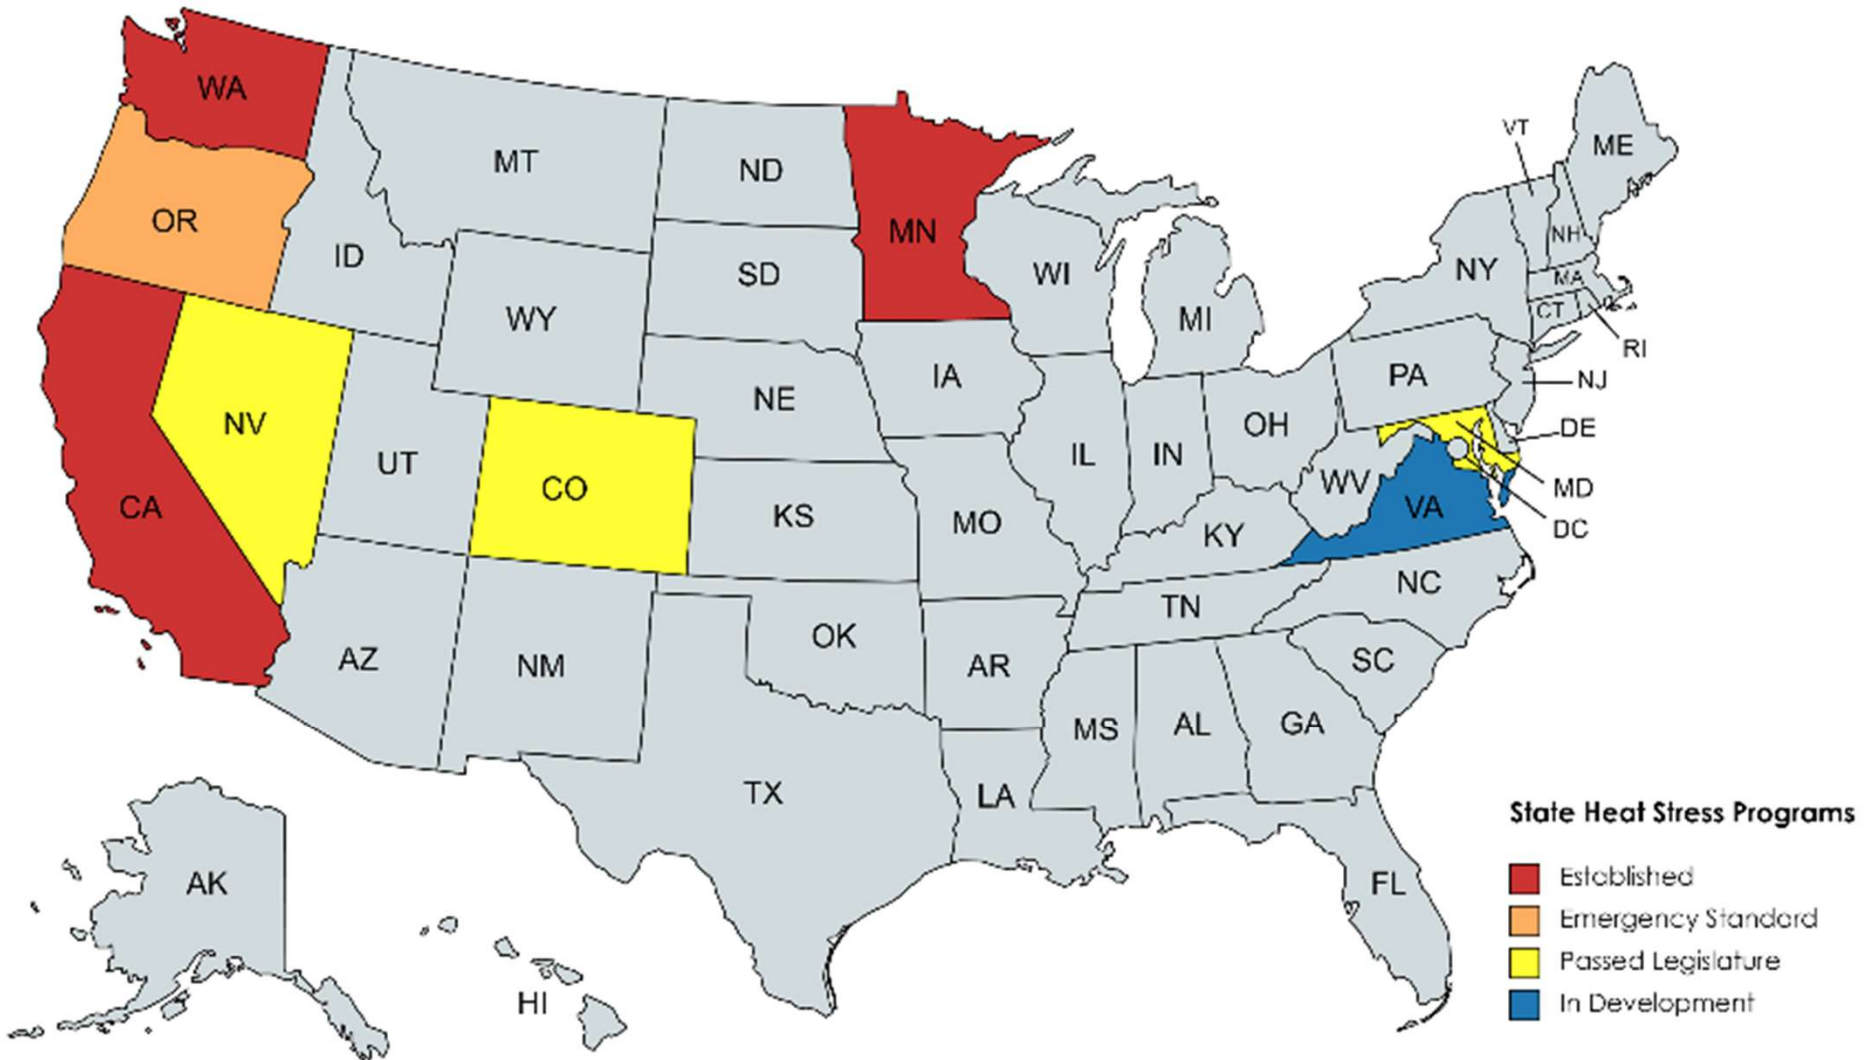 WA
MT
ND
MN
OR
ID
SD
WI
WY
MI
VT
ME
NH
NY
MA
CT
RI
IA
NE
PA
NJ
NV
UT
CO
IL
IN
OH
DE
WV
MD
CA
KS
MO
KY
VA
DC
NC
TN
OK
AZ
NM
AR
SC
MS
AL
GA
TX
LA
FL
AK
HI
State Heat Stress Programs
Established
Emergency Standard
Passed Legislature
In Development